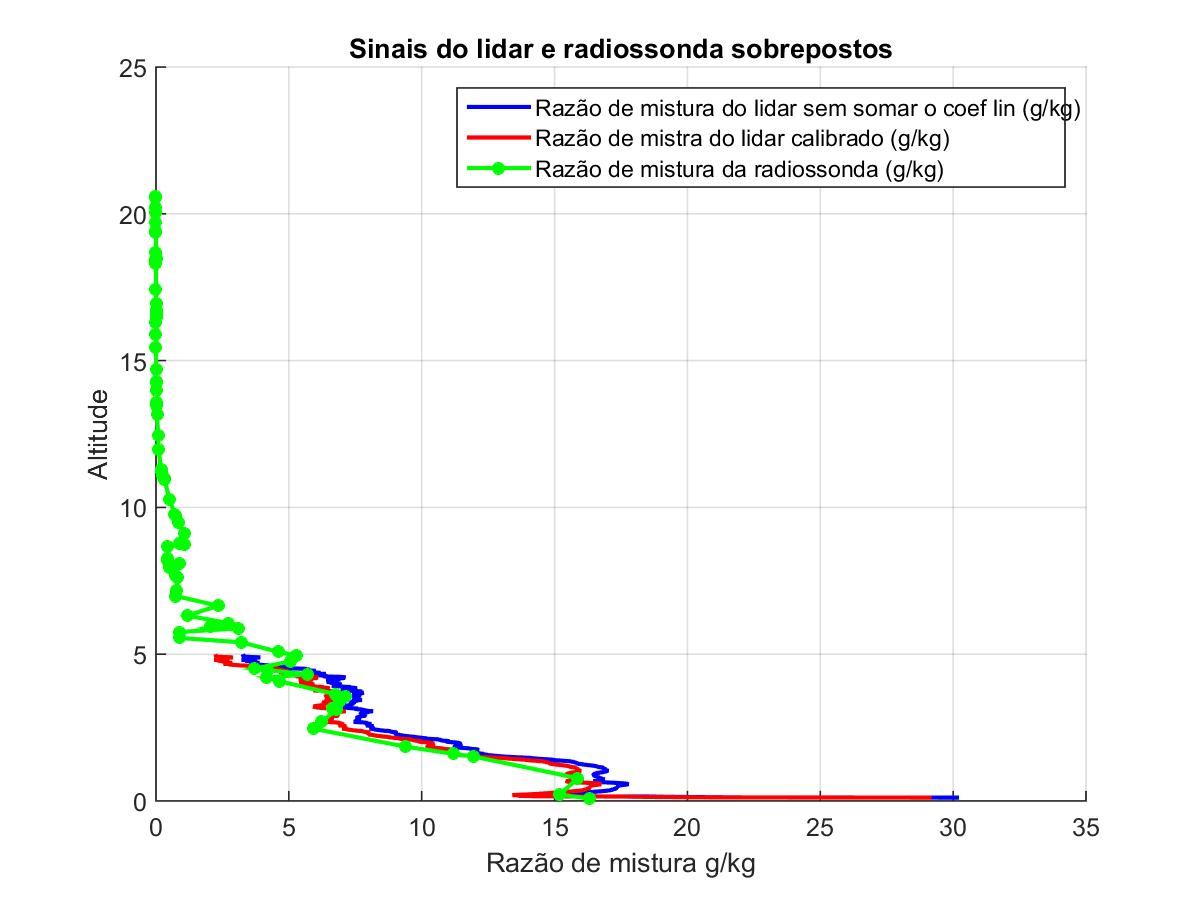 Sinais do lidar e radiossonda sobrepostos
25
Razão de mistura do lidar sem somar o coef lin (g/kg)
Razão de mistra do lidar calibrado (g/kg)
Razão de mistura da radiossonda (g/kg)
20
15
Altitude
10
5
0
0 5 10 15 20 25 30 35
Razão de mistura g/kg